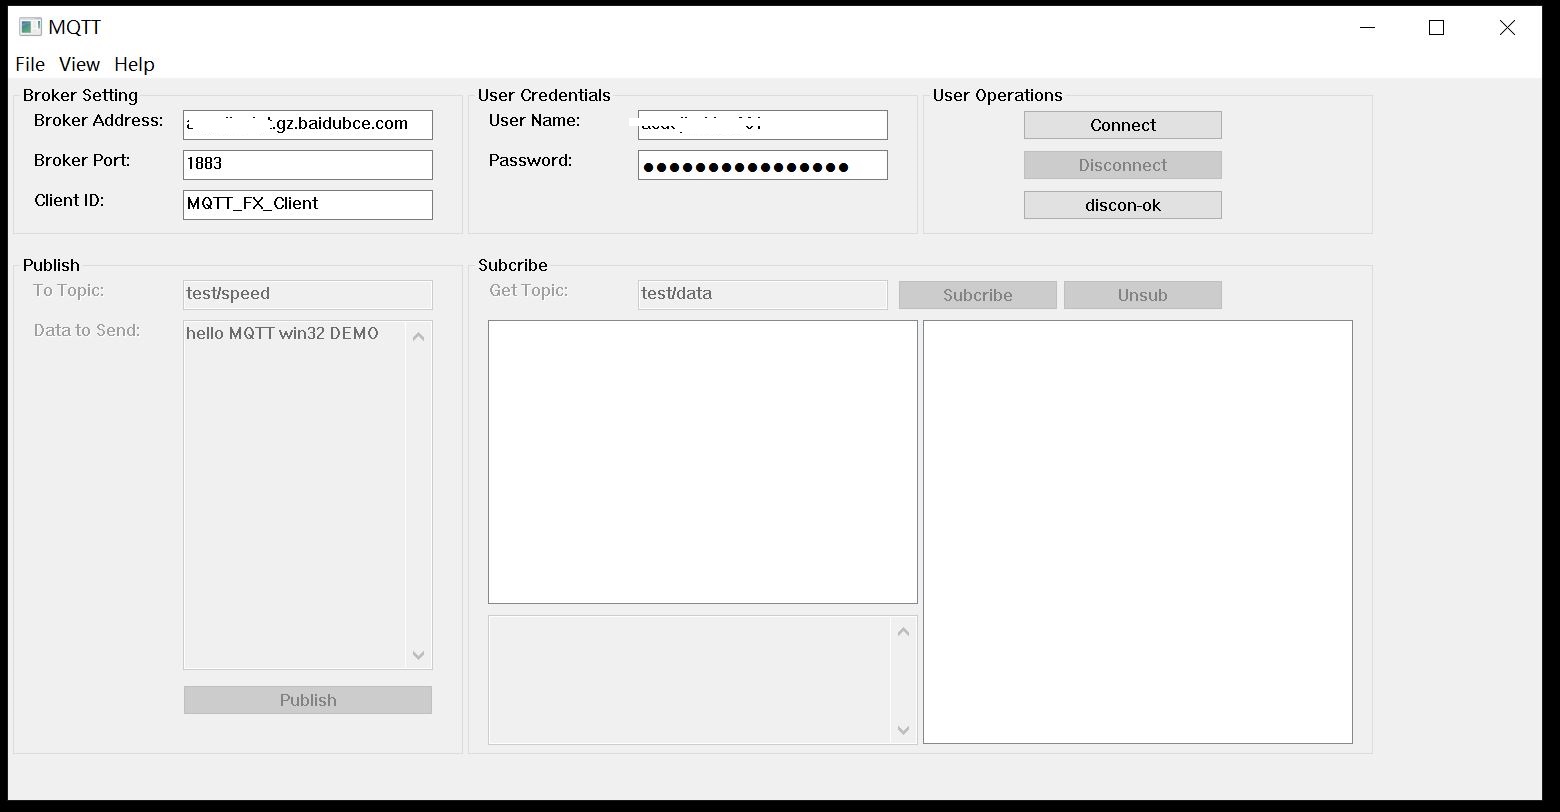 MQTT
File View Help
Broker Setting
Broker Address: .gz.baidubce.com
Broker Port: 1883
Client ID: MQTT_FX_Client
User Credentials
User Name:
Password: ●●●●●●●●●●●●●●●●
User Operations
Connect
Disconnect
discon-ok
Publish
To Topic: test/speed
Data to Send: hello MQTT win32 DEMO
Publish
Subcribe
Get Topic: test/data Subcribe Unsub